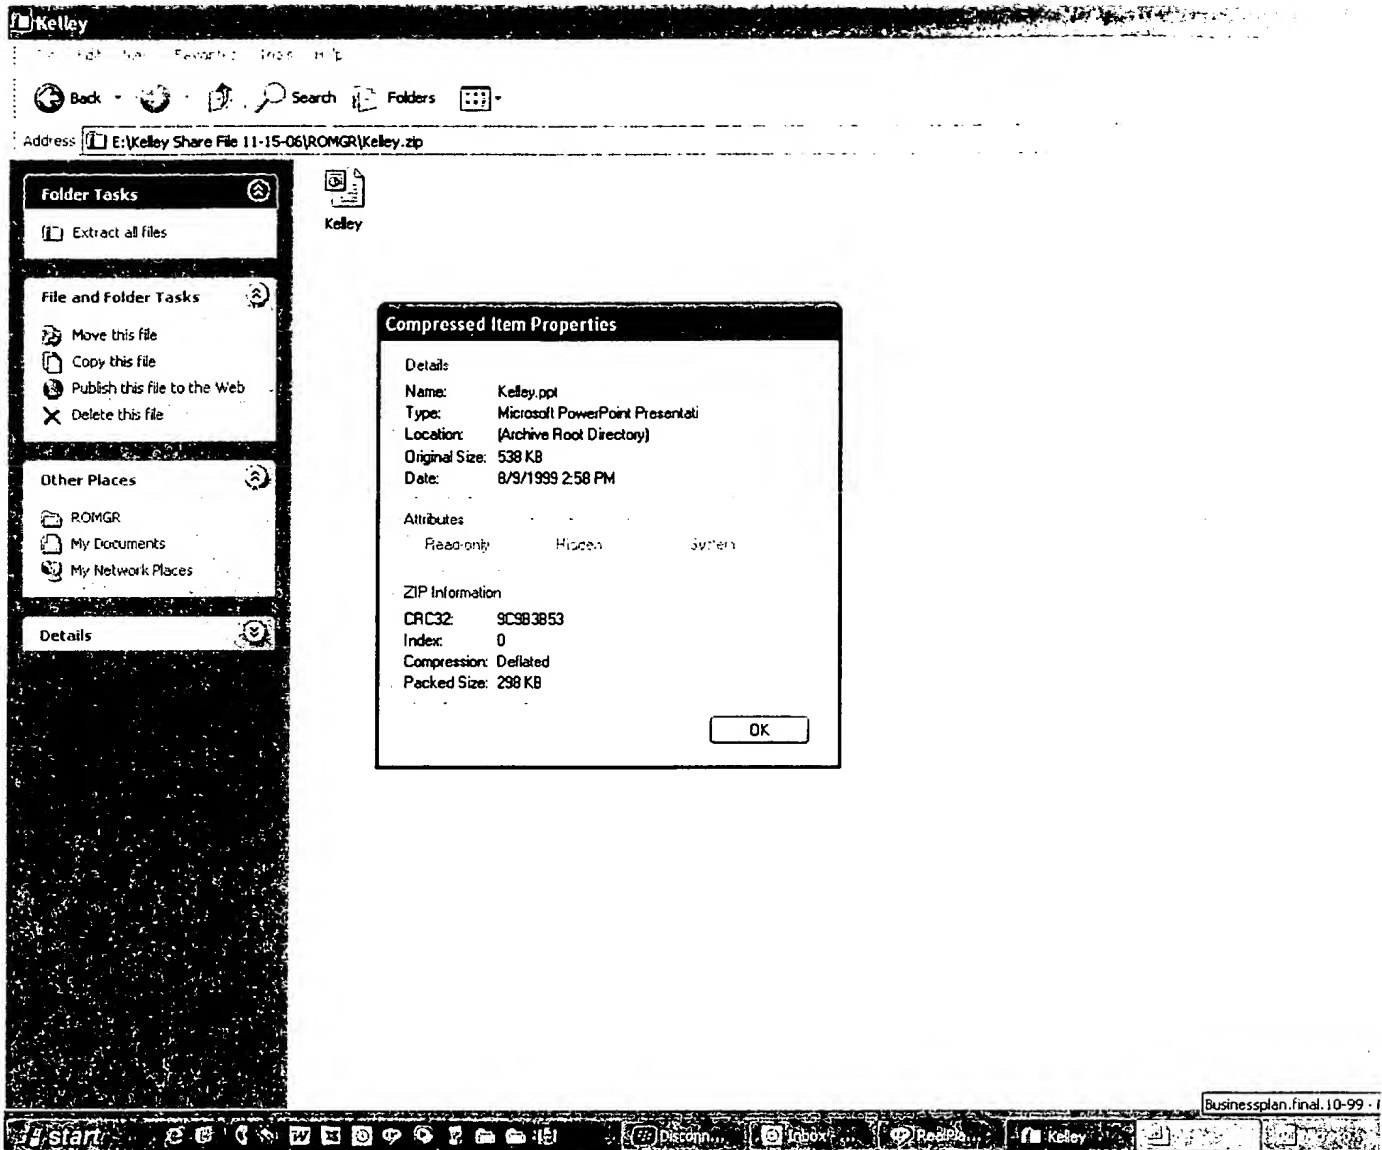 Kelley
Edit Favorites Tools Help
Back Search Folders
Address E:\Kelley Share File 11-15-06\ROMGR\Kelley.zip
Folder Tasks
Extract all files
File and Folder Tasks
Move this file
Copy this file
Publish this file to the Web
Delete this file
Other Places
ROMGR
My Documents
My Network Places
Details
Kelley
Compressed Item Properties
Details
Name: Kelley.ppt
Type: Microsoft PowerPoint Presentati
Location: (Archive Root Directory)
Original Size: 538 KB
Date: 8/9/1999 2:58 PM
Attributes
Read-only Hidden System
ZIP Information
CRC32: 9C9B3B53
Index: 0
Compression: Deflated
Packed Size: 298 KB
OK
Businessplan.final.10-99 -
start Disconn... Inbox ... RealPla... Kelley